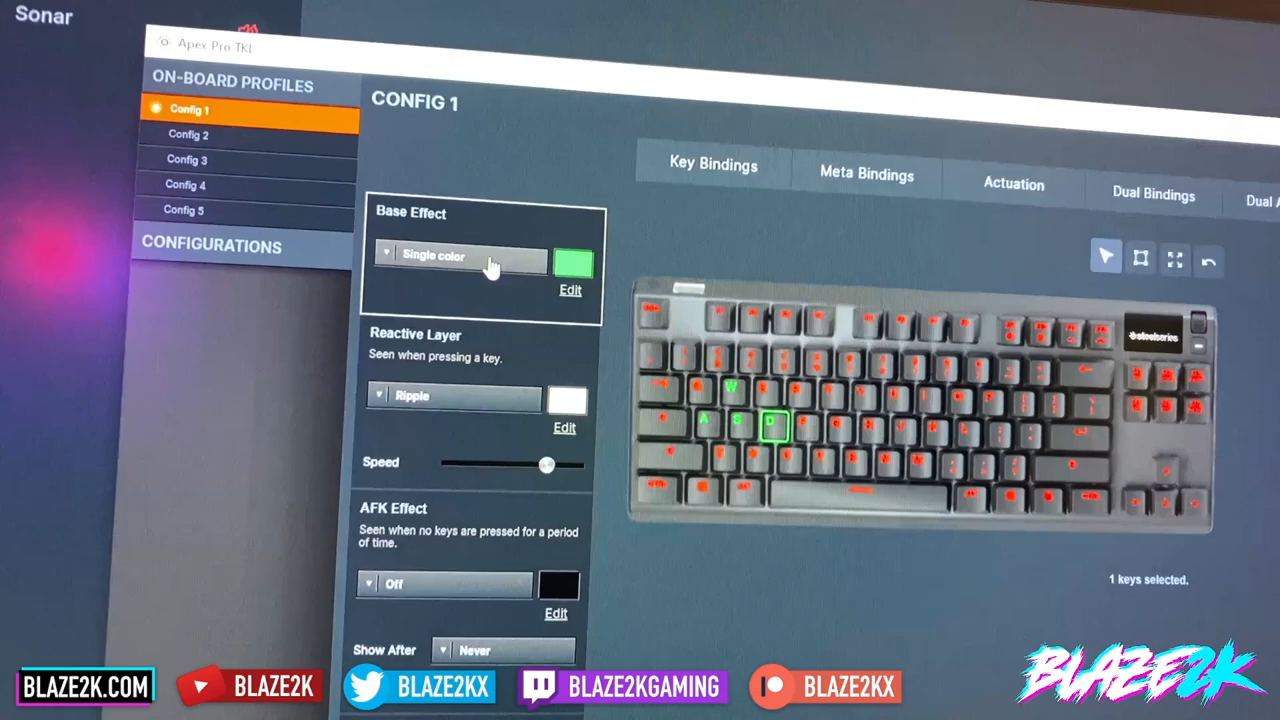 Sonar
Apex Pro TKL
ON-BOARD PROFILES
Config 1
Config 2
Config 3
Config 4
Config 5
CONFIGURATIONS
CONFIG 1
Key Bindings
Meta Bindings
Actuation
Dual Bindings
Dual A
Base Effect
Single color
Edit
Reactive Layer
Seen when pressing a key.
Ripple
Edit
Speed
AFK Effect
Seen when no keys are pressed for a period
of time.
Off
Edit
Show After
Never
steelseries
W
A S D
1 keys selected.
BLAZE2K.COM
BLAZE2K
BLAZE2KX
BLAZE2KGAMING
BLAZE2KX
BLAZE2K